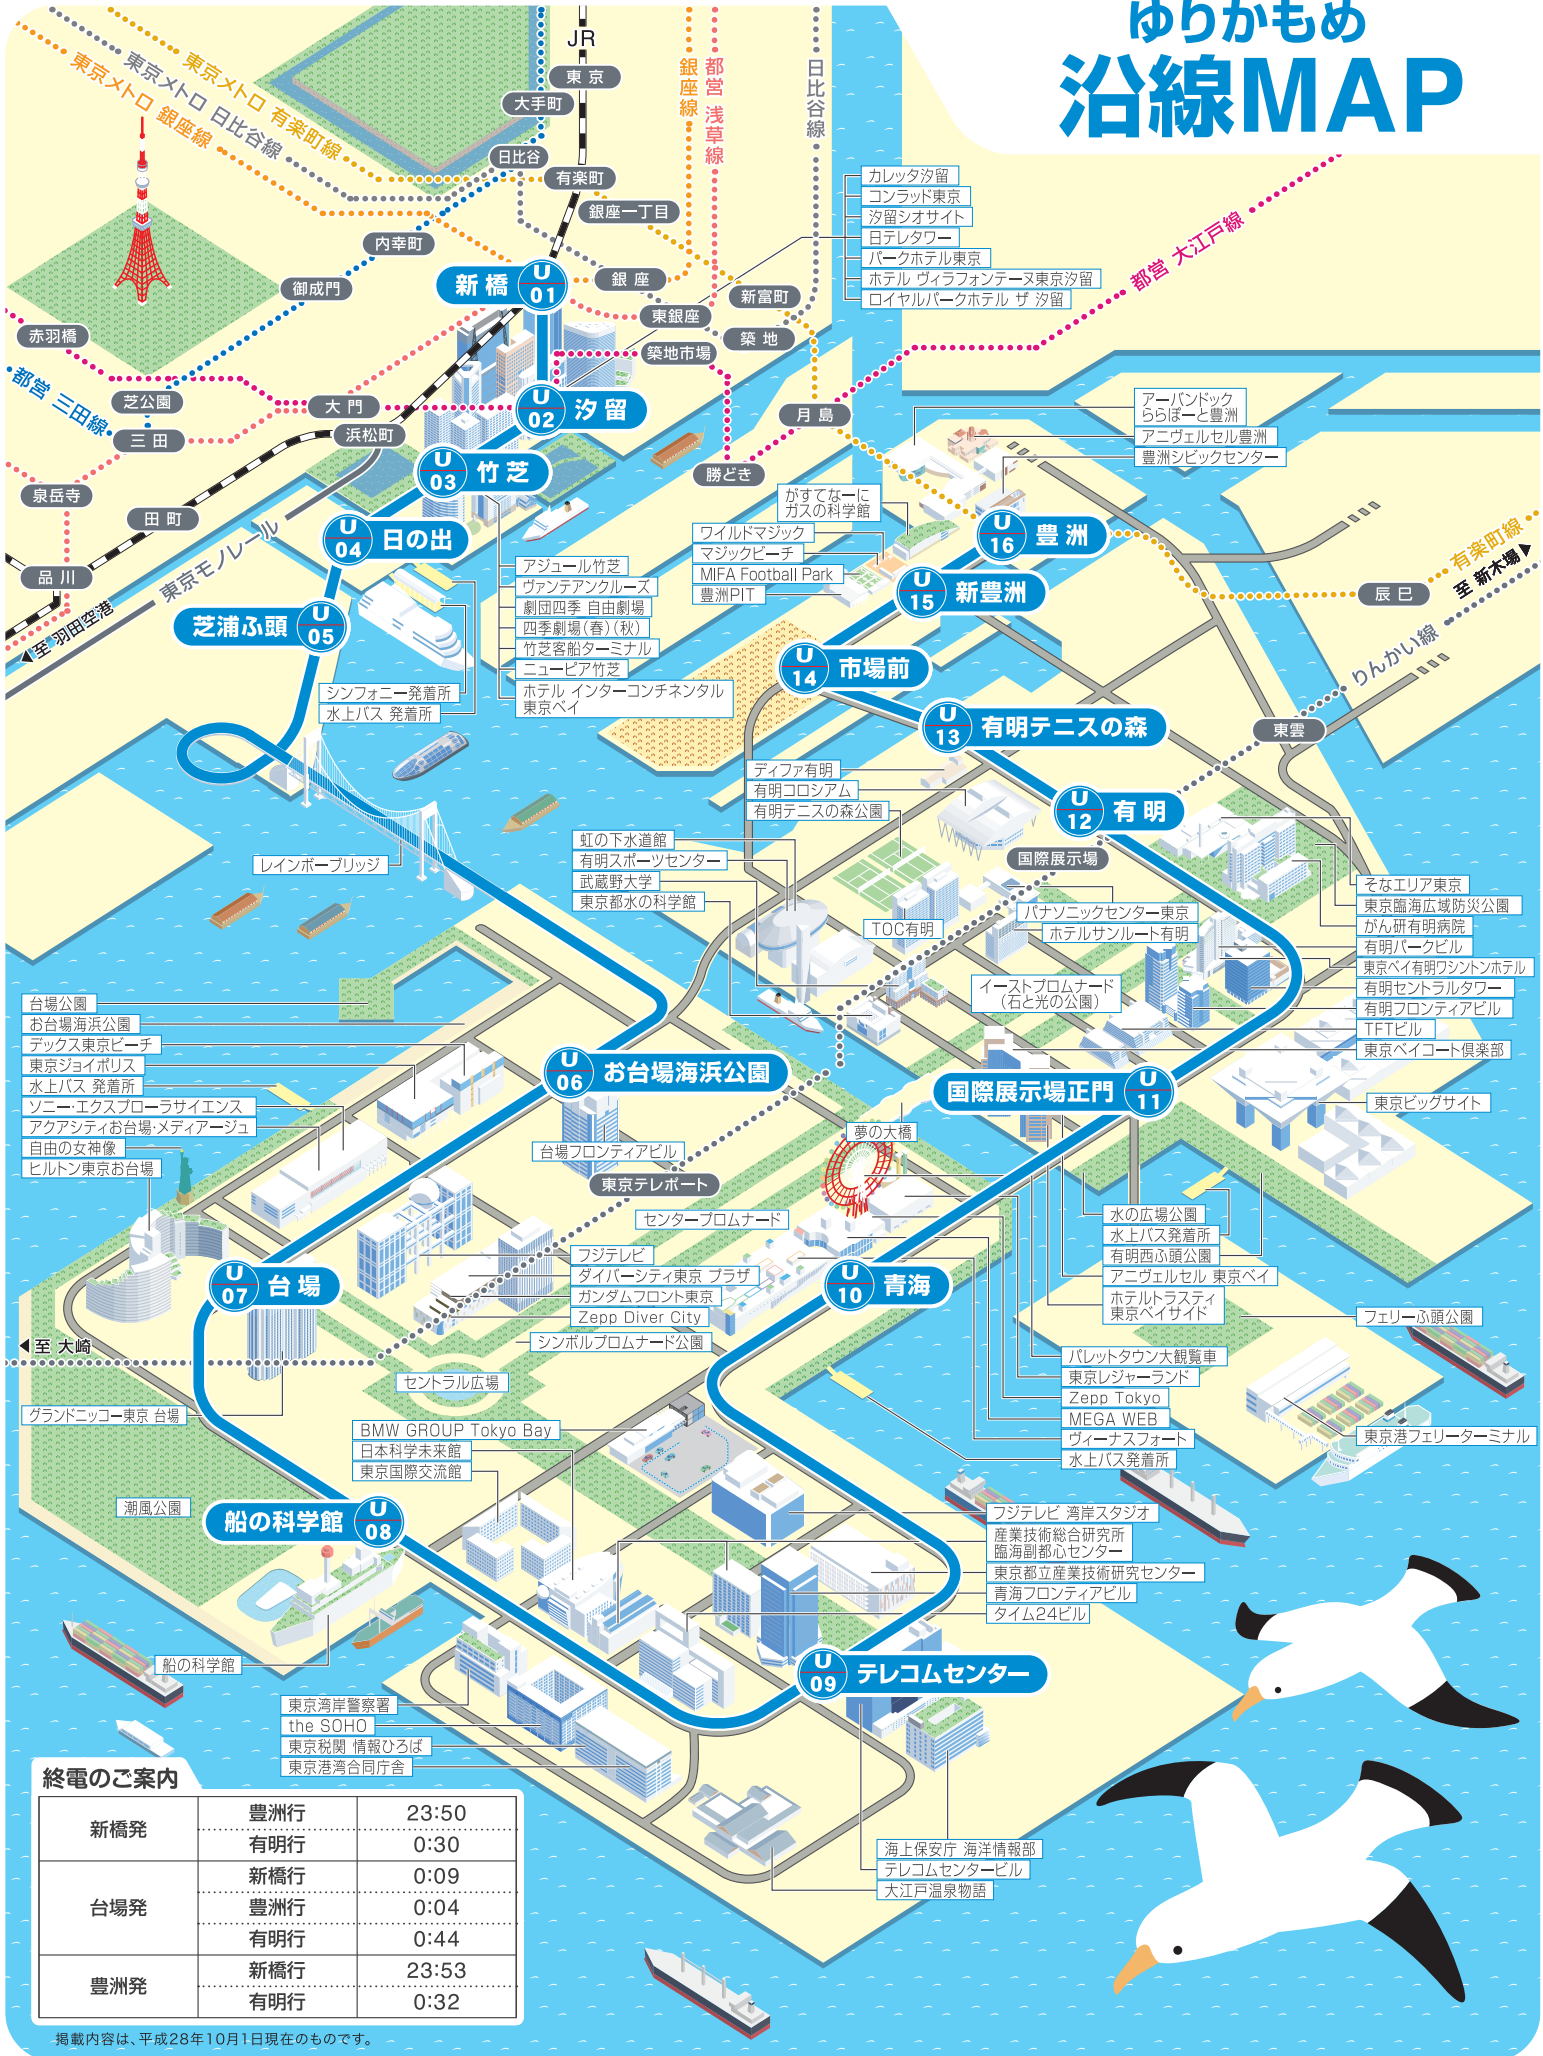 ゆりかもめ
沿線MAP
東京メトロ 有楽町線
東京メトロ 日比谷線
東京メトロ 銀座線
JR
銀座線
都営 浅草線
日比谷線
東京
大手町
日比谷
有楽町
銀座一丁目
内幸町
御成門
銀座
新富町
東銀座
築地
築地市場
赤羽橋
都営 三田線
芝公園
三田
大門
浜松町
泉岳寺
田町
品川
東京モノレール
至 羽田空港
月島
勝どき
都営 大江戸線
有楽町線
至 新木場
辰巳
りんかい線
東雲
国際展示場
東京テレポート
至 大崎
U 01
新橋
U 02
汐留
U 03
竹芝
U 04
日の出
U 05
芝浦ふ頭
U 06
お台場海浜公園
U 07
台場
U 08
船の科学館
U 09
テレコムセンター
U 10
青海
U 11
国際展示場正門
U 12
有明
U 13
有明テニスの森
U 14
市場前
U 15
新豊洲
U 16
豊洲
カレッタ汐留
コンラッド東京
汐留シオサイト
日テレタワー
パークホテル東京
ホテル ヴィラフォンテーヌ東京汐留
ロイヤルパークホテル ザ 汐留
アーバンドック
ららぽーと豊洲
アニヴェルセル豊洲
豊洲シビックセンター
がすてなーに
ガスの科学館
ワイルドマジック
マジックビーチ
MIFA Football Park
豊洲PIT
アジュール竹芝
ヴァンテアンクルーズ
劇団四季 自由劇場
四季劇場(春)(秋)
竹芝客船ターミナル
ニューピア竹芝
ホテル インターコンチネンタル
東京ベイ
シンフォニー発着所
水上バス 発着所
レインボーブリッジ
ディファ有明
有明コロシアム
有明テニスの森公園
虹の下水道館
有明スポーツセンター
武蔵野大学
東京都水の科学館
TOC有明
パナソニックセンター東京
ホテルサンルート有明
イーストプロムナード
(石と光の公園)
そなエリア東京
東京臨海広域防災公園
がん研有明病院
有明パークビル
東京ベイ有明ワシントンホテル
有明セントラルタワー
有明フロンティアビル
TFTビル
東京ベイコート倶楽部
東京ビッグサイト
台場公園
お台場海浜公園
デックス東京ビーチ
東京ジョイポリス
水上バス 発着所
ソニー・エクスプローラサイエンス
アクアシティお台場・メディアージュ
自由の女神像
ヒルトン東京お台場
台場フロンティアビル
夢の大橋
センタープロムナード
フジテレビ
ダイバーシティ東京 プラザ
ガンダムフロント東京
Zepp Diver City
シンボルプロムナード公園
セントラル広場
グランドニッコー東京 台場
水の広場公園
水上バス発着所
有明西ふ頭公園
アニヴェルセル 東京ベイ
ホテルトラスティ
東京ベイサイド
フェリーふ頭公園
東京港フェリーターミナル
パレットタウン大観覧車
東京レジャーランド
Zepp Tokyo
MEGA WEB
ヴィーナスフォート
水上バス発着所
BMW GROUP Tokyo Bay
日本科学未来館
東京国際交流館
潮風公園
船の科学館
フジテレビ 湾岸スタジオ
産業技術総合研究所
臨海副都心センター
東京都立産業技術研究センター
青海フロンティアビル
タイム24ビル
東京湾岸警察署
the SOHO
東京税関 情報ひろば
東京港湾合同庁舎
海上保安庁 海洋情報部
テレコムセンタービル
大江戸温泉物語
終電のご案内
新橋発 豊洲行 23:50
有明行 0:30
台場発 新橋行 0:09
豊洲行 0:04
有明行 0:44
豊洲発 新橋行 23:53
有明行 0:32
掲載内容は、平成28年10月1日現在のものです。